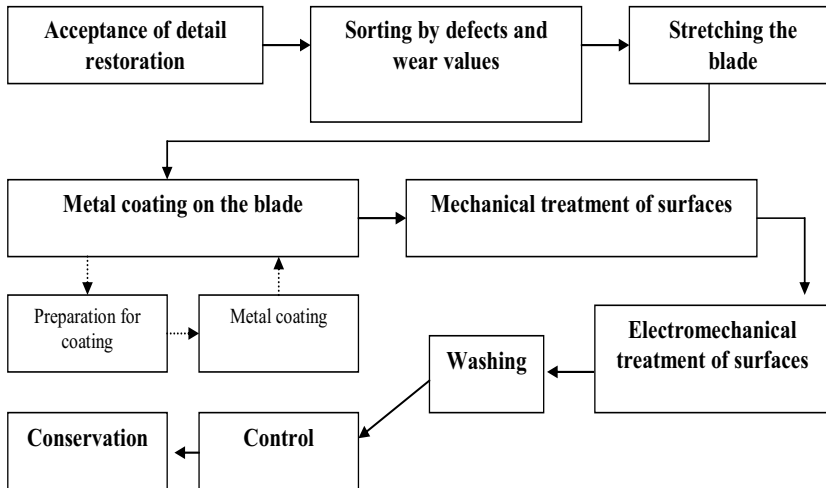 Acceptance of detail
restoration
Sorting by defects and
wear values
Stretching the
blade
Metal coating on the blade
Mechanical treatment of surfaces
Preparation for
coating
Metal coating
Electromechanical
treatment of surfaces
Washing
Control
Conservation